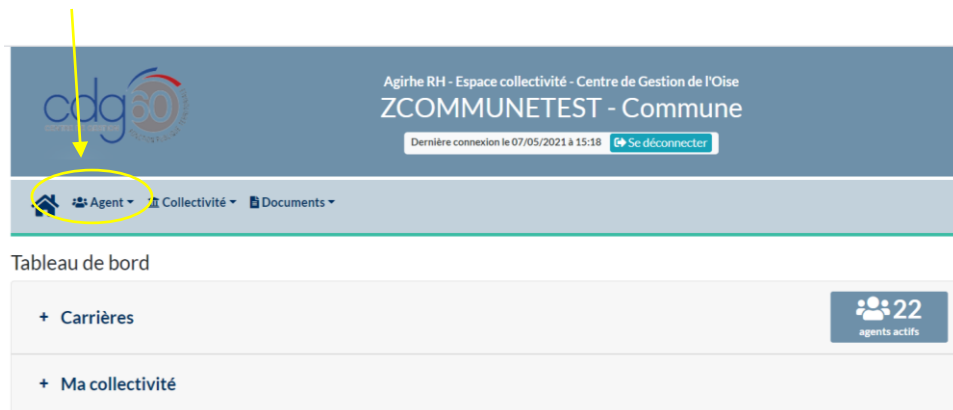 Agirhe RH - Espace collectivité - Centre de Gestion de l'Oise
cdg60
ZCOMMUNETEST - Commune
Dernière connexion le 07/05/2021 à 15:18 Se déconnecter
Agent Collectivité Documents
Tableau de bord
+ Carrières
22
agents actifs
+ Ma collectivité